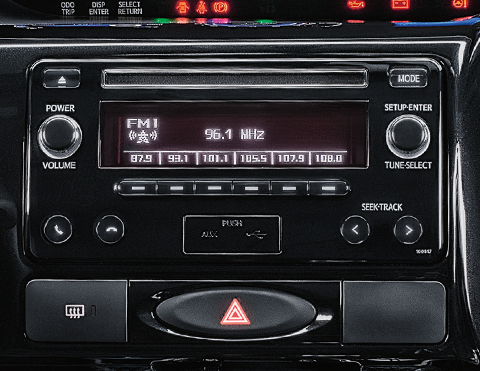 ODO TRIP
DISP ENTER
SELECT RETURN
MODE
POWER
VOLUME
FM1
96.1 MHz
87.9 93.1 101.1 105.5 107.9 108.0
SETUP·ENTER
TUNE·SELECT
PUSH
AUX
SEEK·TRACK
100447